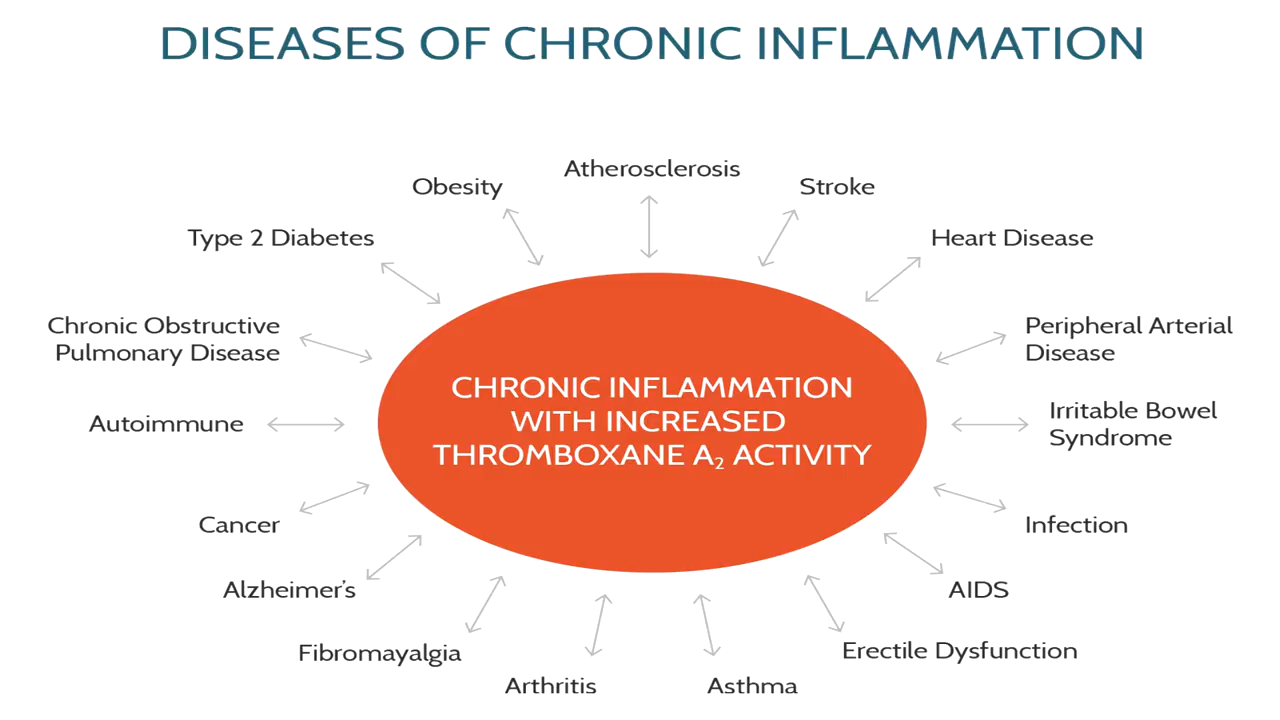 DISEASES OF CHRONIC INFLAMMATION
Atherosclerosis
Obesity
Stroke
Type 2 Diabetes
Heart Disease
Chronic Obstructive
Pulmonary Disease
Peripheral Arterial
Disease
CHRONIC INFLAMMATION
WITH INCREASED
THROMBOXANE A₂ ACTIVITY
Autoimmune
Irritable Bowel
Syndrome
Cancer
Infection
Alzheimer’s
AIDS
Fibromayalgia
Erectile Dysfunction
Arthritis
Asthma